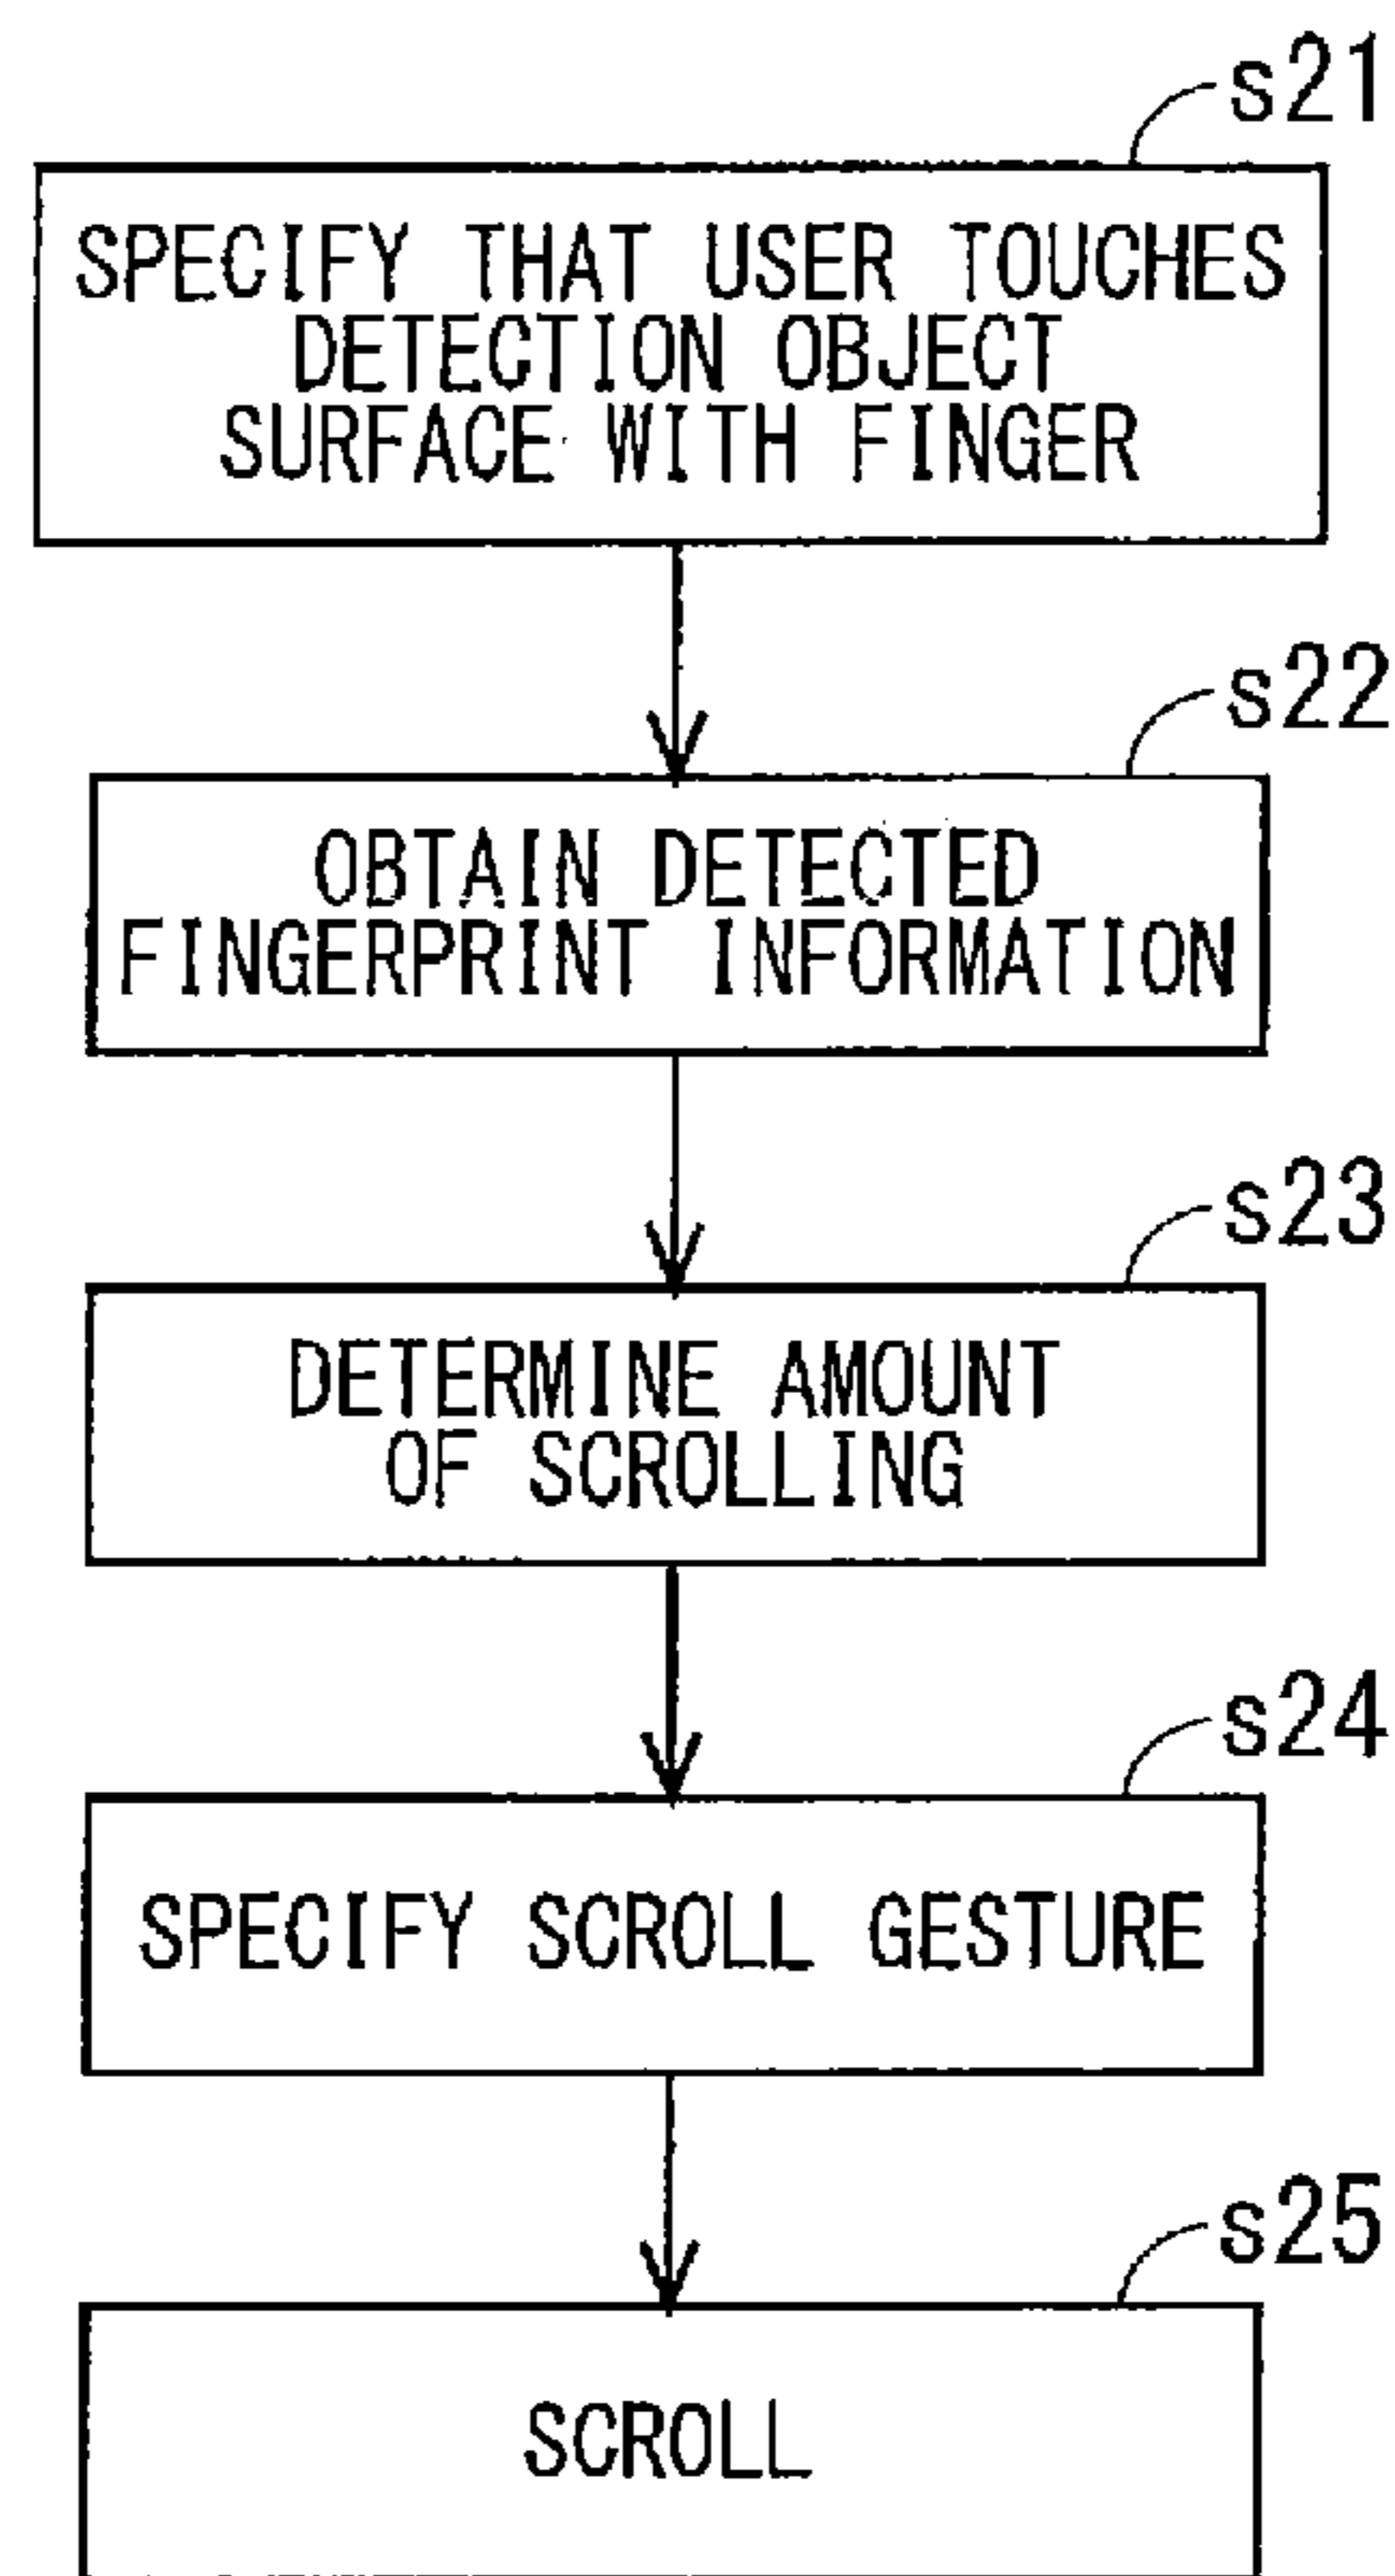 s21
SPECIFY THAT USER TOUCHES
DETECTION OBJECT
SURFACE WITH FINGER
s22
OBTAIN DETECTED
FINGERPRINT INFORMATION
s23
DETERMINE AMOUNT
OF SCROLLING
s24
SPECIFY SCROLL GESTURE
s25
SCROLL